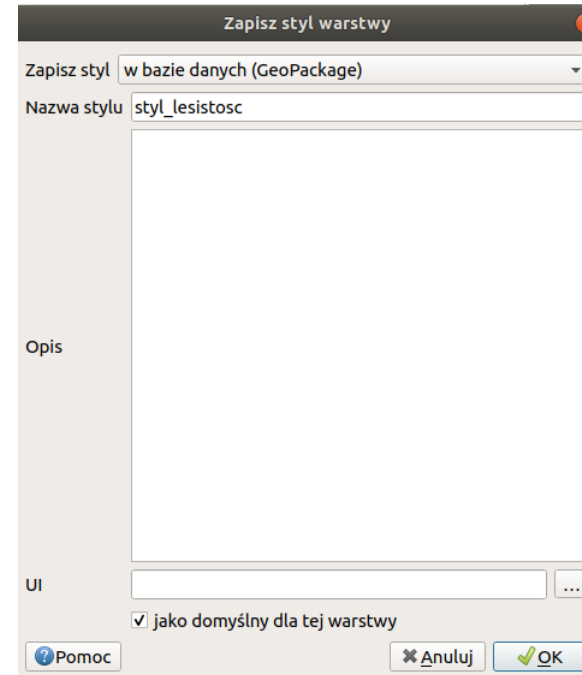 Zapisz styl warstwy
Zapisz styl w bazie danych (GeoPackage)
Nazwa stylu styl_lesistosc
Opis
UI ...
jako domyślny dla tej warstwy
Pomoc Anuluj OK